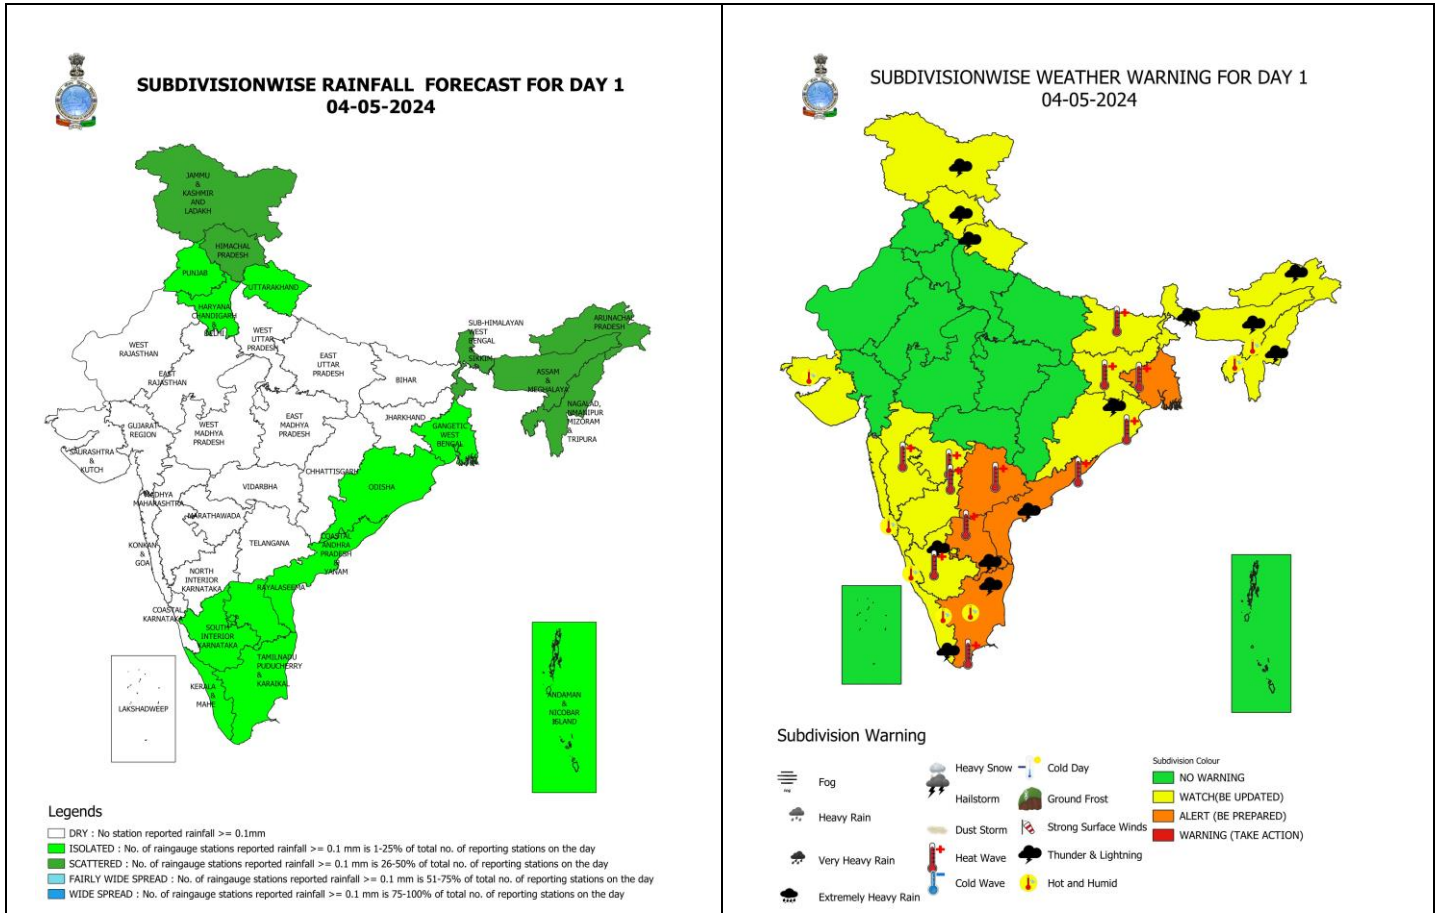 SUBDIVISIONWISE RAINFALL FORECAST FOR DAY 1
04-05-2024
JAMMU
&
KASHMIR
AND
LADAKH
HIMACHAL
PRADESH
PUNJAB
UTTARAKHAND
HARYANA
CHANDIGARH
&
DELHI
WEST
RAJASTHAN
WEST
UTTAR
PRADESH
EAST
RAJASTHAN
EAST
UTTAR
PRADESH
BIHAR
SUB-HIMALAYAN
WEST
BENGAL
&
SIKKIM
ARUNACHAL
PRADESH
ASSAM
&
MEGHALAYA
NAGALAD,
MANIPUR
MIZORAM
&
TRIPURA
JHARKHAND
GANGETIC
WEST
BENGAL
GUJARAT
REGION
WEST
MADHYA
PRADESH
EAST
MADHYA
PRADESH
SAURASHTRA
&
KUTCH
CHHATTISGARH
ODISHA
VIDARBHA
MADHYA
MAHARASHTRA
MARATHAWADA
KONKAN
&
GOA
TELANGANA
COASTAL
ANDHRA
PRADESH
&
YANAM
NORTH
INTERIOR
KARNATAKA
RAYALASEEMA
COASTAL
KARNATAKA
SOUTH
INTERIOR
KARNATAKA
TAMILNADU
PUDUCHERRY
&
KARAIKAL
KERALA
&
MAHE
LAKSHADWEEP
ANDAMAN
&
NICOBAR
ISLAND
Legends
DRY : No station reported rainfall >= 0.1mm
ISOLATED : No. of raingauge stations reported rainfall >= 0.1 mm is 1-25% of total no. of reporting stations on the day
SCATTERED : No. of raingauge stations reported rainfall >= 0.1 mm is 26-50% of total no. of reporting stations on the day
FAIRLY WIDE SPREAD : No. of raingauge stations reported rainfall >= 0.1 mm is 51-75% of total no. of reporting stations on the day
WIDE SPREAD : No. of raingauge stations reported rainfall >= 0.1 mm is 75-100% of total no. of reporting stations on the day
SUBDIVISIONWISE WEATHER WARNING FOR DAY 1
04-05-2024
Subdivision Warning
Fog
Heavy Rain
Very Heavy Rain
Extremely Heavy Rain
Heavy Snow
Hailstorm
Dust Storm
Heat Wave
Cold Wave
Cold Day
Ground Frost
Strong Surface Winds
Thunder & Lightning
Hot and Humid
Subdivision Colour
NO WARNING
WATCH(BE UPDATED)
ALERT (BE PREPARED)
WARNING (TAKE ACTION)